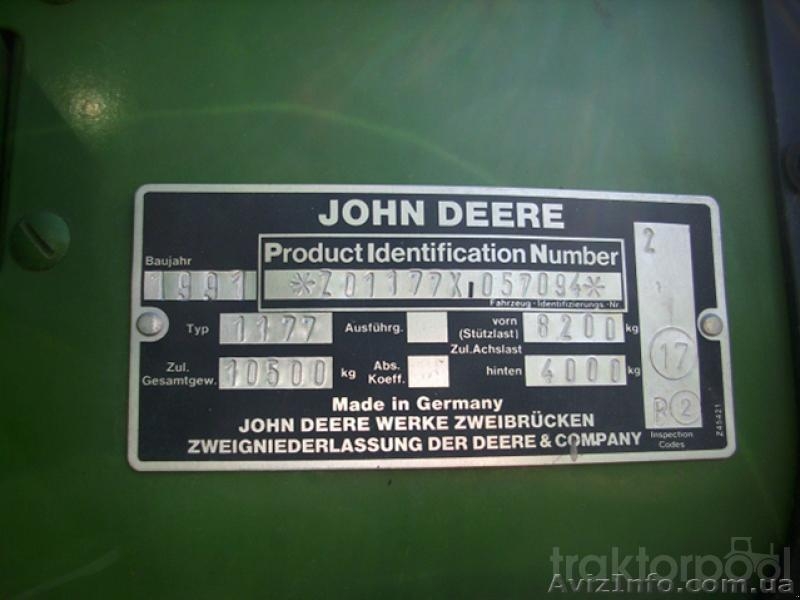 JOHN DEERE
Baujahr
1991
Product Identification Number
*Z01177X057094*
Fahrzeug - Identifizierungs.-Nr.
Typ 1177 Ausführg. vorn (Stützlast) 8200 kg
Zul.Achslast
Zul. Gesamtgew. 10500 kg Abs. Koeff. hinten 4000 kg
Made in Germany
JOHN DEERE WERKE ZWEIBRÜCKEN
ZWEIGNIEDERLASSUNG DER DEERE & COMPANY
2
17
R 2
Inspection
Codes
Z45421
traktorpool
AvizInfo.com.ua